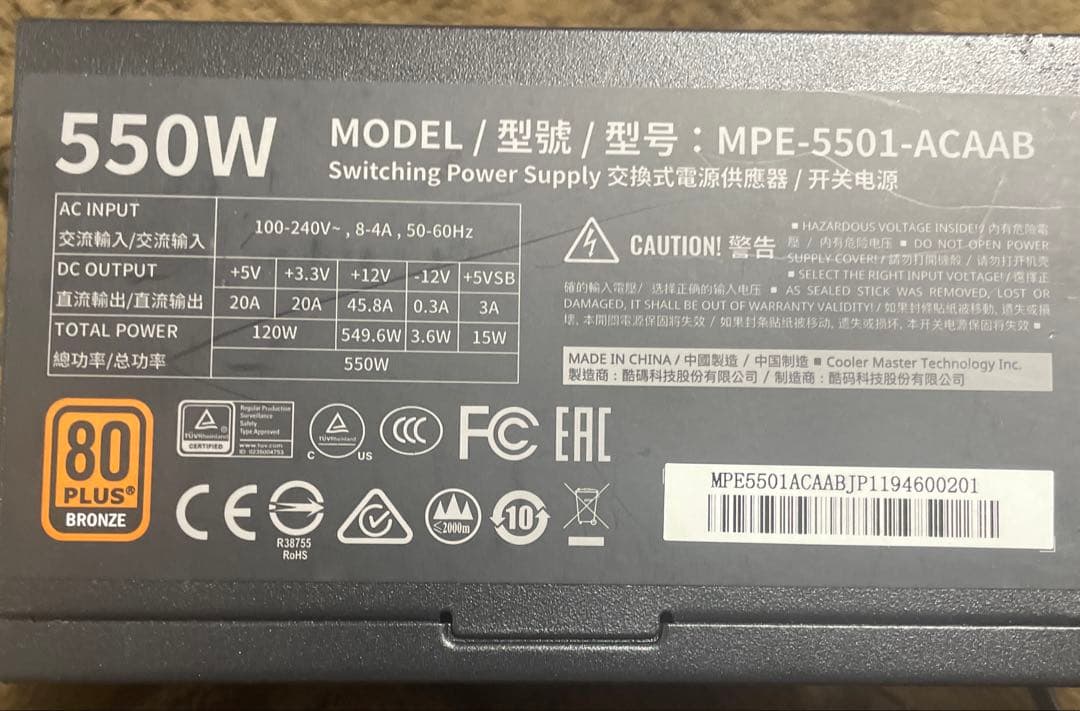 550W
MODEL / 型號 / 型号：MPE-5501-ACAAB
Switching Power Supply 交換式電源供應器 / 开关电源
AC INPUT
交流輸入/交流输入
100-240V~ , 8-4A , 50-60Hz
DC OUTPUT +5V +3.3V +12V -12V +5VSB
直流輸出/直流输出 20A 20A 45.8A 0.3A 3A
TOTAL POWER 120W 549.6W 3.6W 15W
總功率/总功率 550W
CAUTION! 警告
■ HAZARDOUS VOLTAGE INSIDE!/ 內有危險電
壓 / 内有危险电压 ■ DO NOT OPEN POWER
SUPPLY COVER! / 請勿打開機殼 / 请勿打开机壳
■ SELECT THE RIGHT INPUT VOLTAGE! / 選擇正
確的輸入電壓/ 选择正确的输入电压 ■ AS SEALED STICK WAS REMOVED, LOST OR
DAMAGED, IT SHALL BE OUT OF WARRANTY VALIDITY! / 如果封條貼紙被移動, 遺失或損
壞, 本開關電源保固將失效 / 如果封条贴纸被移动, 遗失或损坏, 本开关电源保固将失效 ■
MADE IN CHINA / 中國製造 / 中国制造 ■ Cooler Master Technology Inc.
製造商：酷碼科技股份有限公司 / 制造商：酷码科技股份有限公司
80
PLUS®
BRONZE
TÜVRheinland
CERTIFIED
Regular Production
Surveillance
Safety
Type Approved
www.tuv.com
ID 0235004753
TÜVRheinland
C US
CCC
FC
EAC
CE
R38755
RoHS
≤2000m
10
MPE5501ACAABJP1194600201